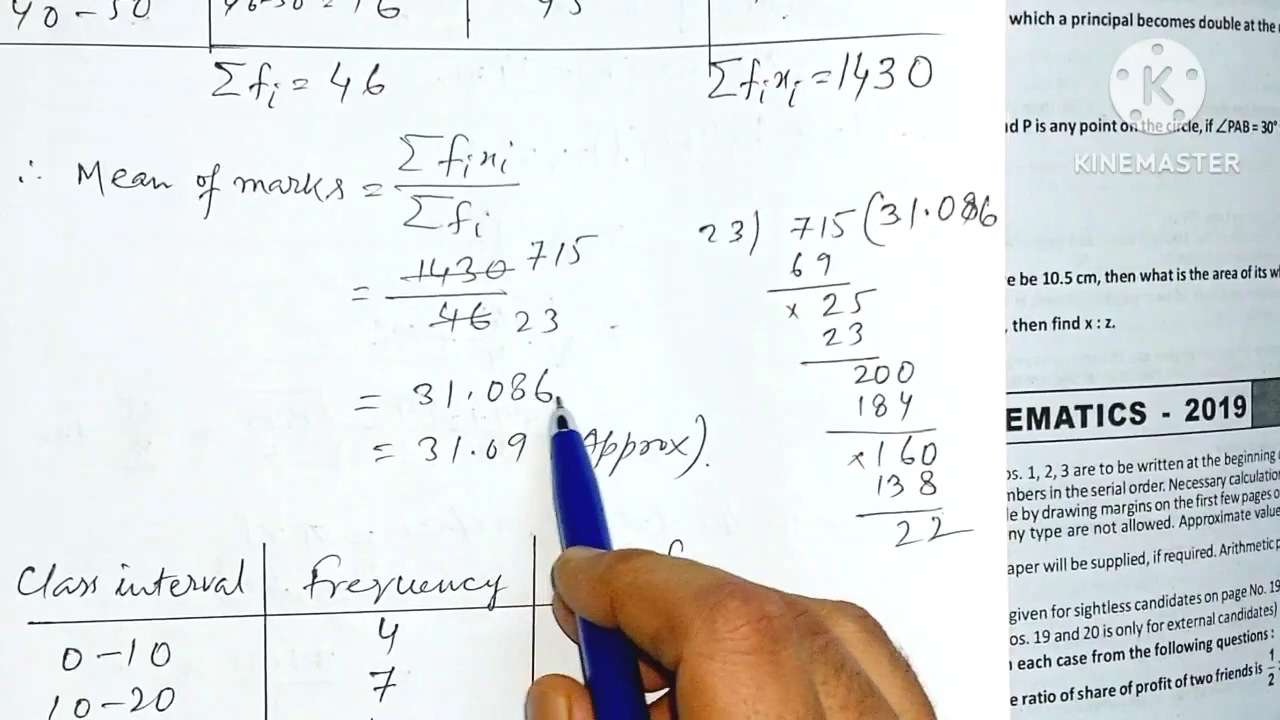 40-50
45
Σfᵢ = 46
Σfᵢxᵢ = 1430
∴ Mean of marks = Σfᵢxᵢ / Σfᵢ
= 1430 715 / 46 23
= 31.086
= 31.09 Approx).
23) 715 (31.086
69
× 25
23
200
184
× 160
138
22
Class interval Frequency
0-10 4
10-20 7
which a principal becomes double at the
K
KINEMASTER
d P is any point on the circle, if ∠PAB = 30°
e be 10.5 cm, then what is the area of its
, then find x : z.
EMATICS - 2019
os. 1, 2, 3 are to be written at the beginning
nbers in the serial order. Necessary calculation
le by drawing margins on the first few pages
ny type are not allowed. Approximate value
aper will be supplied, if required. Arithmetic
given for sightless candidates on page No. 19
os. 19 and 20 is only for external candidates)
each case from the following questions :
e ratio of share of profit of two friends is 1/2